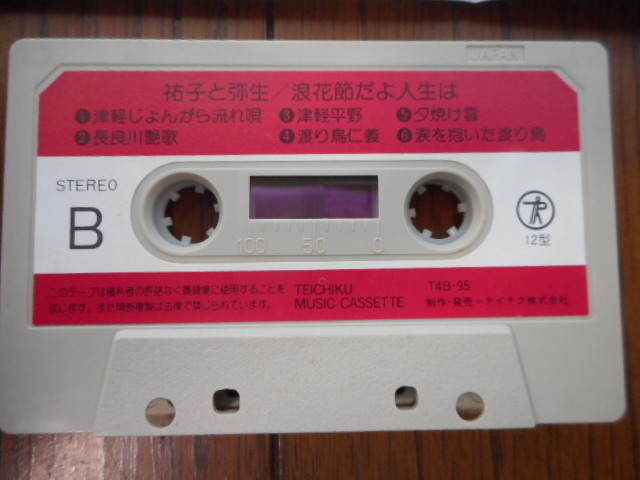 JAPAN
祐子と弥生／浪花節だよ人生は
❶津軽じょんがら流れ唄 ❸津軽平野 ❺夕焼け雲
❷長良川艶歌 ❹渡り鳥仁義 ❻涙を抱いた渡り鳥
STEREO
B
100 50 0
12型
このテープは権利者の許諾なく賃貸業に使用することを
禁じます。また無断複製は法律で禁じられています。
TEICHIKU
MUSIC CASSETTE
T4B-95
制作・発売―テイチク株式会社